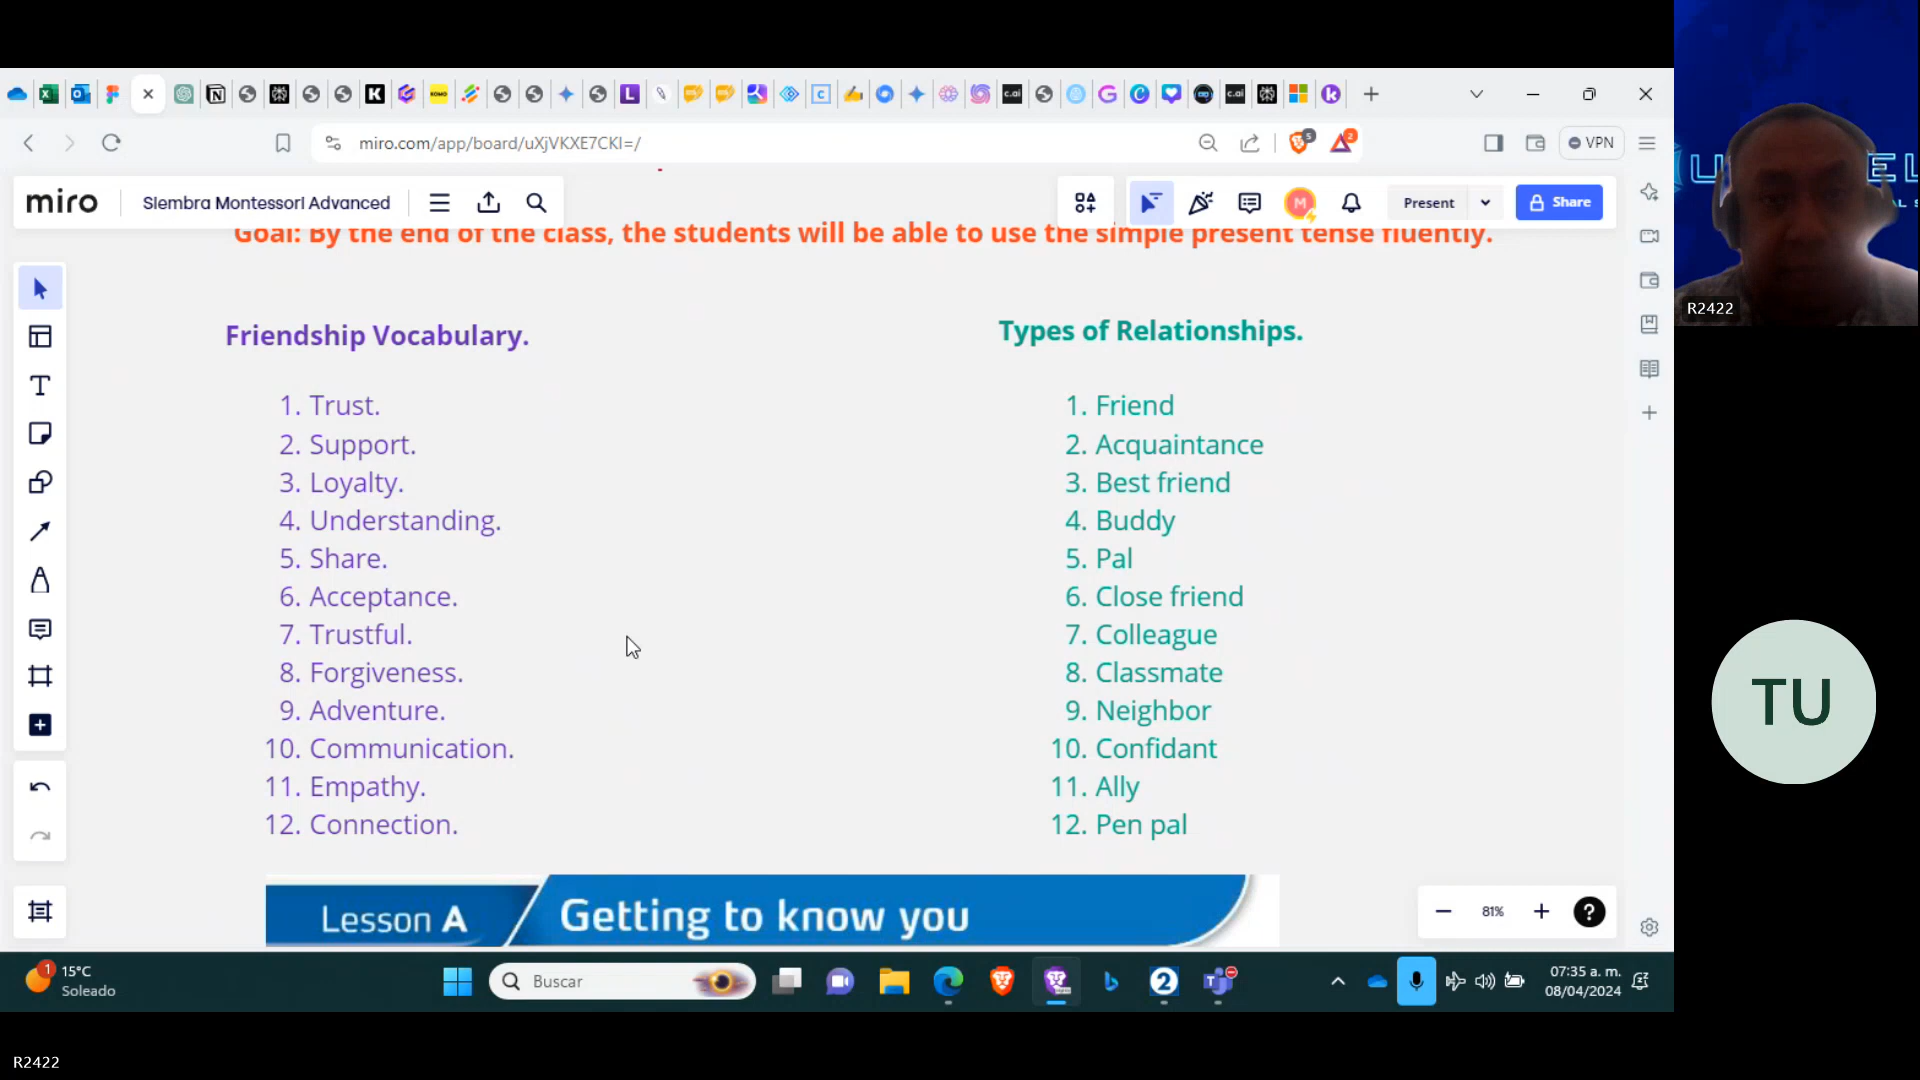 miro.com/app/board/uXjVKXE7CKI=/
5
2
VPN
miro
Siembra Montessori Advanced
M
Present
Share
Goal: By the end of the class, the students will be able to use the simple present tense fluently.
Friendship Vocabulary.
1. Trust.
2. Support.
3. Loyalty.
4. Understanding.
5. Share.
6. Acceptance.
7. Trustful.
8. Forgiveness.
9. Adventure.
10. Communication.
11. Empathy.
12. Connection.
Types of Relationships.
1. Friend
2. Acquaintance
3. Best friend
4. Buddy
5. Pal
6. Close friend
7. Colleague
8. Classmate
9. Neighbor
10. Confidant
11. Ally
12. Pen pal
Lesson A
Getting to know you
81%
R2422
TU
1
15°C
Soleado
Buscar
07:35 a. m.
08/04/2024
R2422